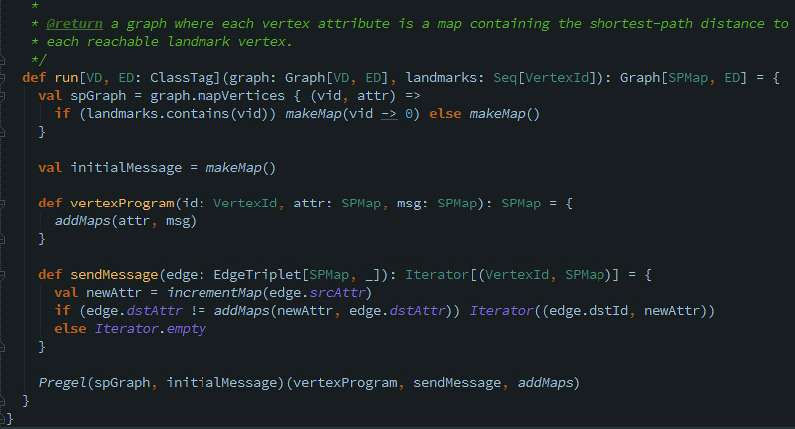 *
* @return a graph where each vertex attribute is a map containing the shortest-path distance to
* each reachable landmark vertex.
*/
def run[VD, ED: ClassTag](graph: Graph[VD, ED], landmarks: Seq[VertexId]): Graph[SPMap, ED] = {
val spGraph = graph.napVertices { (vid, attr) =>
if (landmarks.contains(vid)) makeMap(vid -> 0) else makeMap()
}
val initialMessage = makeMap()
def vertexProgram(id: VertexId, attr: SPMap, msg: SPMap): SPMap = {
addMaps(attr, msg)
}
def sendMessage(edge: EdgeTriplet[SPMap, _]): Iterator[(VertexId, SPMap)] = {
val newAttr = incrementMap(edge.srcAttr)
if (edge.dstAttr != addMaps(newAttr, edge.dstAttr)) Iterator((edge.dstId, newAttr))
else Iterator.empty
}
Pregel(spGraph, initialMessage)(vertexProgram, sendMessage, addMaps)
}
}